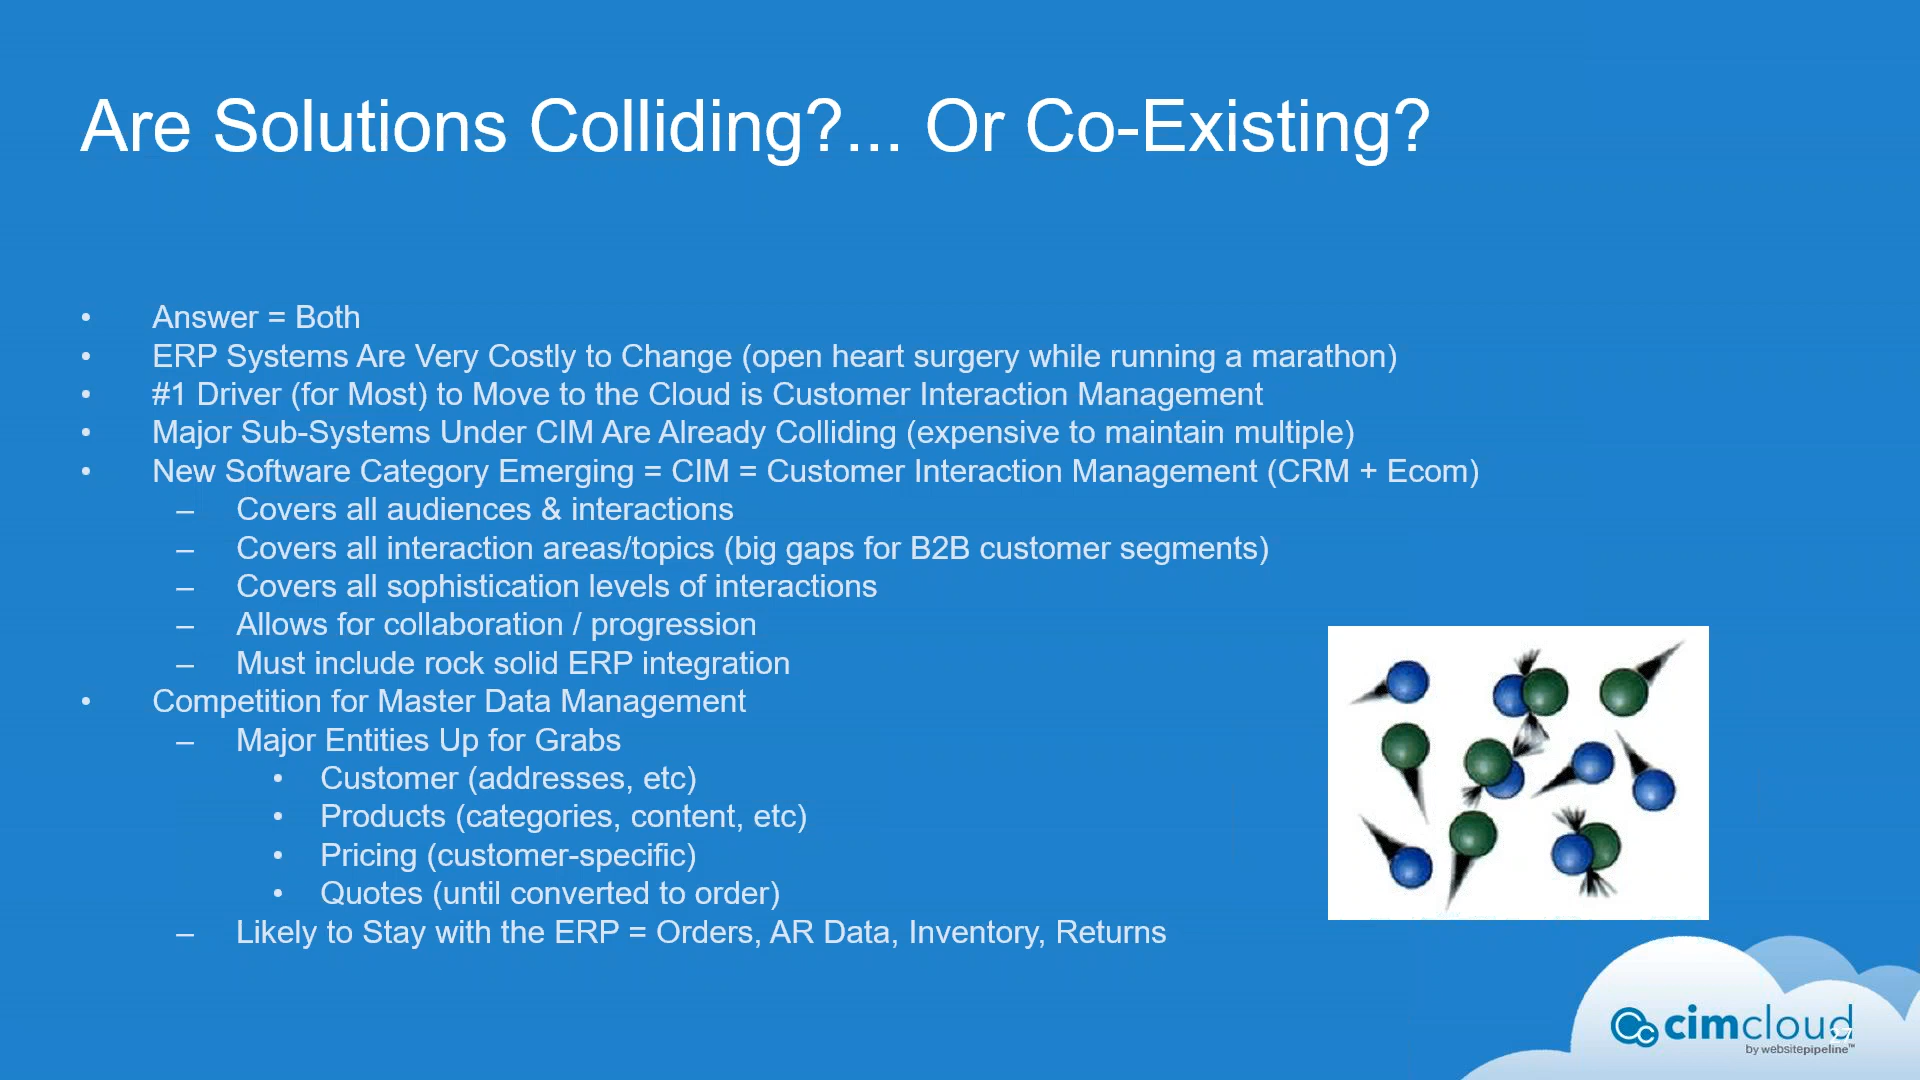 Are Solutions Colliding?... Or Co-Existing?
• Answer = Both
• ERP Systems Are Very Costly to Change (open heart surgery while running a marathon)
• #1 Driver (for Most) to Move to the Cloud is Customer Interaction Management
• Major Sub-Systems Under CIM Are Already Colliding (expensive to maintain multiple)
• New Software Category Emerging = CIM = Customer Interaction Management (CRM + Ecom)
– Covers all audiences & interactions
– Covers all interaction areas/topics (big gaps for B2B customer segments)
– Covers all sophistication levels of interactions
– Allows for collaboration / progression
– Must include rock solid ERP integration
• Competition for Master Data Management
– Major Entities Up for Grabs
• Customer (addresses, etc)
• Products (categories, content, etc)
• Pricing (customer-specific)
• Quotes (until converted to order)
– Likely to Stay with the ERP = Orders, AR Data, Inventory, Returns
cimcloud
27
by websitepipeline™